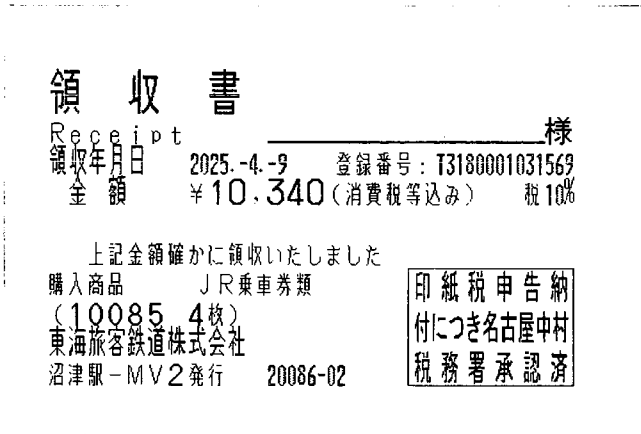 領収書
Receipt 様
領収年月日 2025.-4.-9 登録番号:T3180001031569
金額 ¥10,340(消費税等込み) 税10%
上記金額確かに領収いたしました
購入商品 JR乗車券類
(10085 4枚)
東海旅客鉄道株式会社
沼津駅-MV2発行 20086-02
印紙税申告納
付につき名古屋中村
税務署承認済